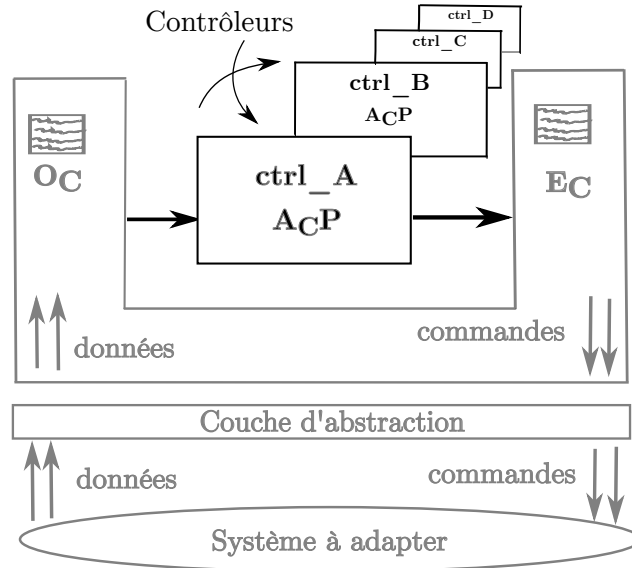 Contrôleurs
ctrl_D
ctrl_C
ctrl_B
ACP
ctrl_A
ACP
OC
EC
données
commandes
Couche d'abstraction
données
commandes
Système à adapter